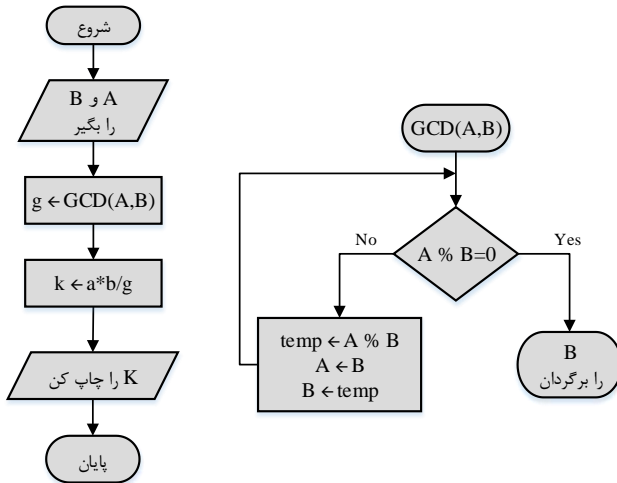 شروع
A و B
را بگیر
g ← GCD(A,B)
k ← a*b/g
K را چاپ کن
پایان
GCD(A,B)
A % B=0
No
Yes
temp ← A % B
A ← B
B ← temp
B
را برگردان